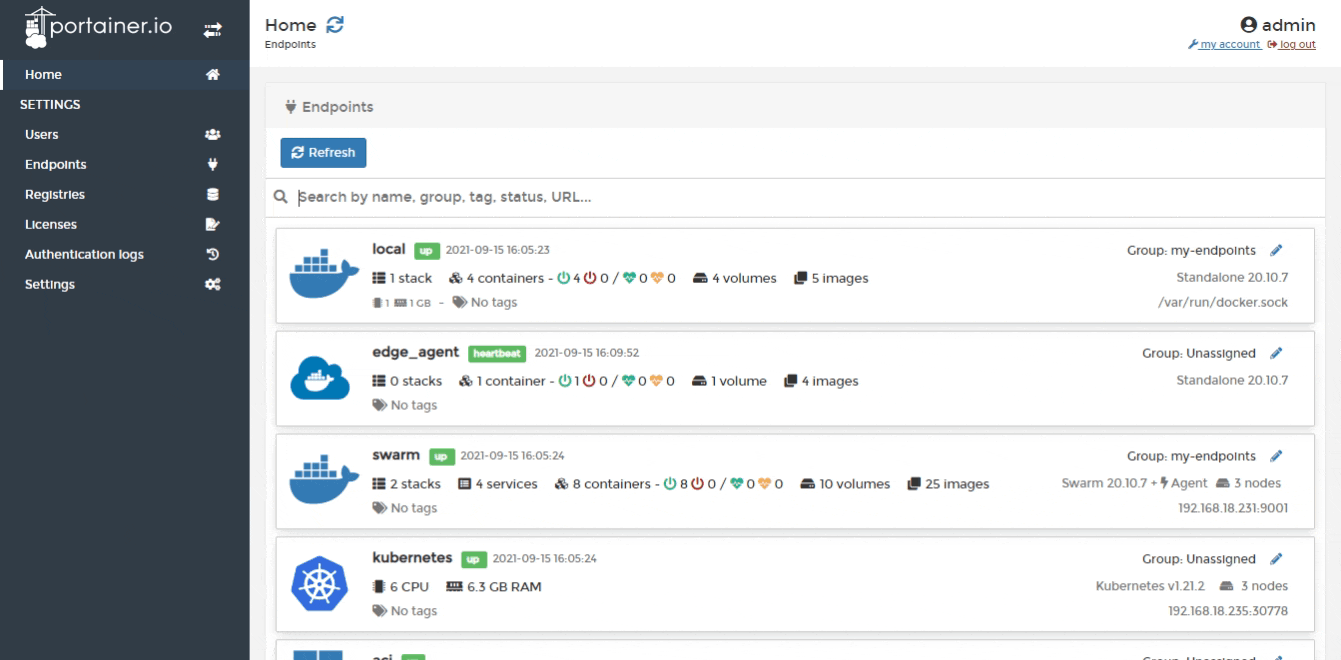 portainer.io
Home
SETTINGS
Users
Endpoints
Registries
Licenses
Authentication logs
Settings
Home
Endpoints
admin
my account log out
Endpoints
Refresh
Search by name, group, tag, status, URL...
local up 2021-09-15 16:05:23 Group: my-endpoints
1 stack 4 containers - 4 0 / 0 0 4 volumes 5 images Standalone 20.10.7
1 1 GB - No tags /var/run/docker.sock
edge_agent heartbeat 2021-09-15 16:09:52 Group: Unassigned
0 stacks 1 container - 1 0 / 0 0 1 volume 4 images Standalone 20.10.7
No tags
swarm up 2021-09-15 16:05:24 Group: my-endpoints
2 stacks 4 services 8 containers - 8 0 / 0 0 10 volumes 25 images Swarm 20.10.7 + Agent 3 nodes
No tags 192.168.18.231:9001
kubernetes up 2021-09-15 16:05:24 Group: Unassigned
6 CPU 6.3 GB RAM Kubernetes v1.21.2 3 nodes
No tags 192.168.18.235:30778
aci Group: Unassigned